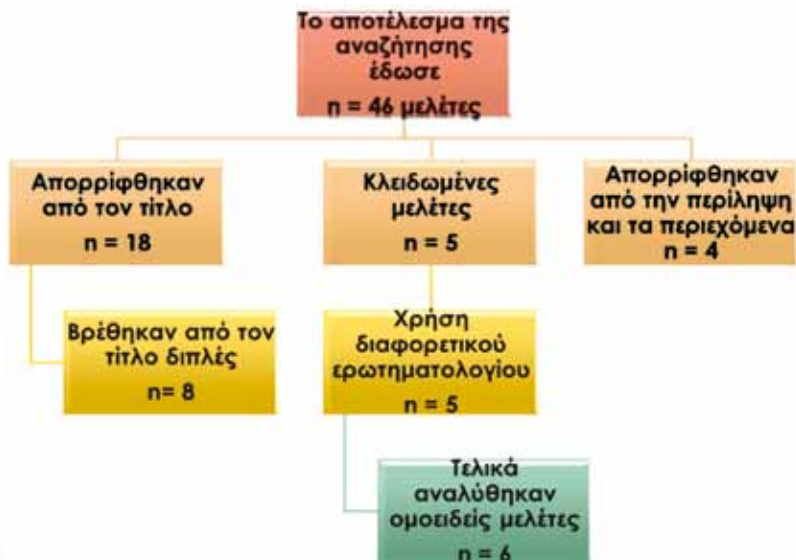 Το αποτέλεσμα της
αναζήτησης
έδωσε
n = 46 μελέτες
Απορρίφθηκαν
από τον τίτλο
n = 18
Κλειδωμένες
μελέτες
n = 5
Απορρίφθηκαν
από την περίληψη
και τα περιεχόμενα
n = 4
Βρέθηκαν από τον
τίτλο διπλές
n= 8
Χρήση
διαφορετικού
ερωτηματολογίου
n = 5
Τελικά
αναλύθηκαν
ομοειδείς μελέτες
n = 6